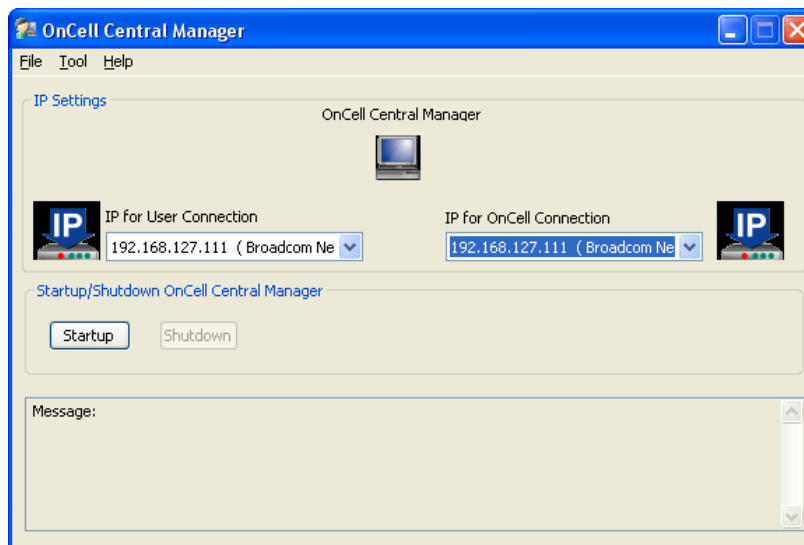 OnCell Central Manager
File Tool Help
IP Settings
OnCell Central Manager
IP IP for User Connection IP for OnCell Connection IP
192.168.127.111 ( Broadcom Ne 192.168.127.111 ( Broadcom Ne
Startup/Shutdown OnCell Central Manager
Startup Shutdown
Message: